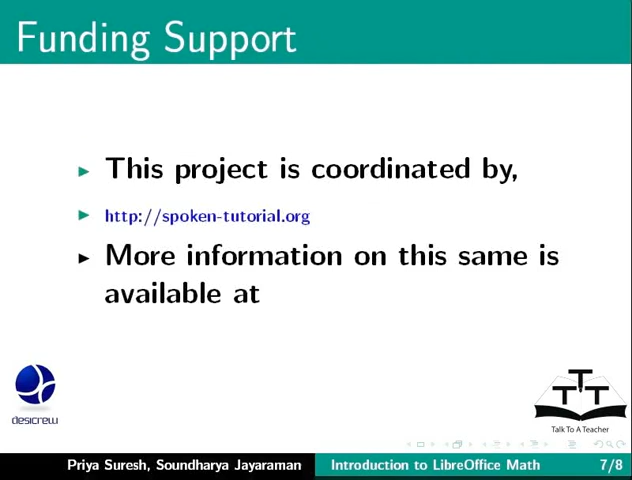 Funding Support
This project is coordinated by,
http://spoken-tutorial.org
More information on this same is
available at
desicrew
TTT
Talk To A Teacher
Priya Suresh, Soundharya Jayaraman Introduction to LibreOffice Math 7/8